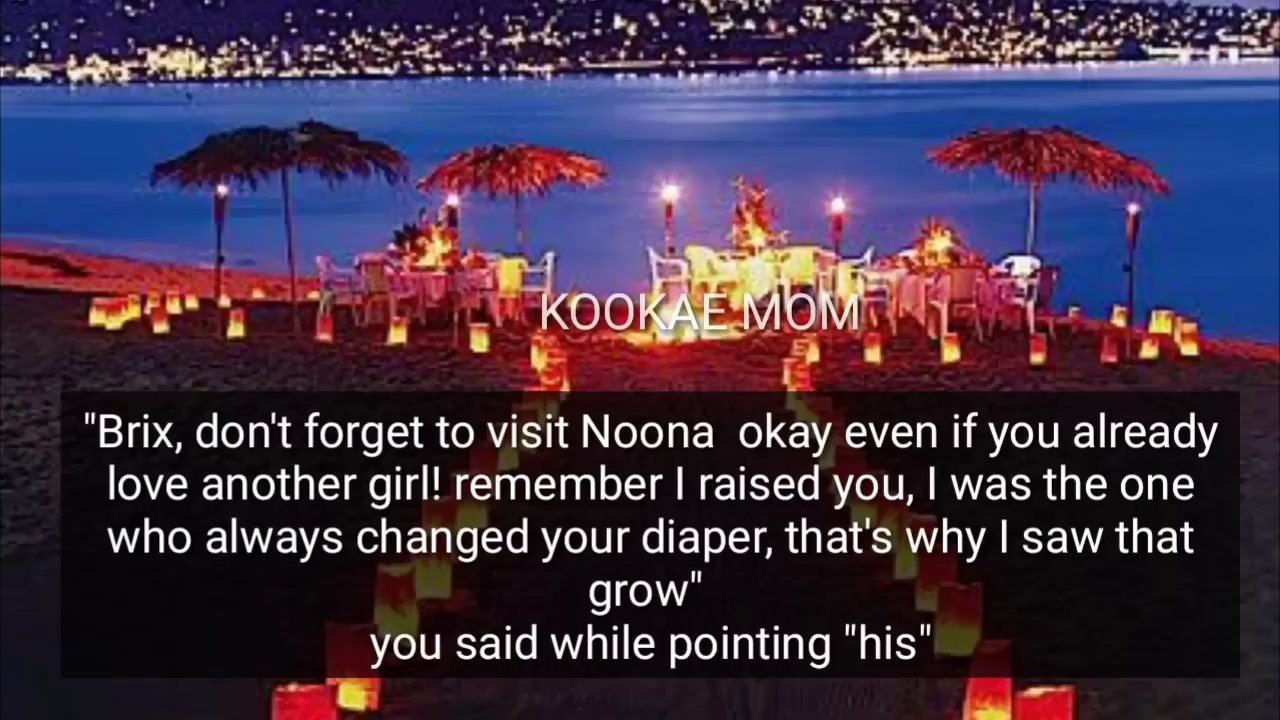 KOOKAE MOM
"Brix, don't forget to visit Noona  okay even if you already
love another girl! remember I raised you, I was the one
who always changed your diaper, that's why I saw that
grow"
you said while pointing "his"